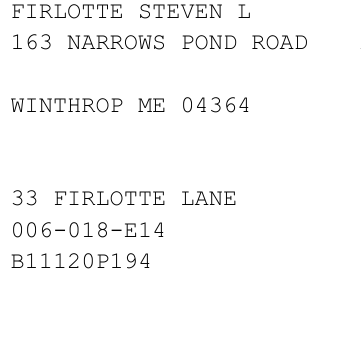 FIRLOTTE STEVEN L
163 NARROWS POND ROAD
WINTHROP ME 04364
33 FIRLOTTE LANE
006-018-E14
B11120P194